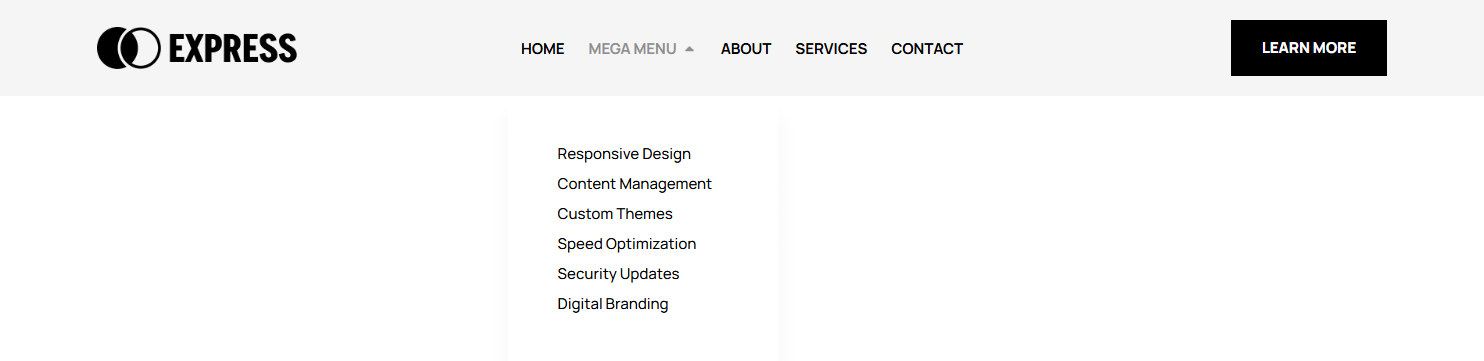 EXPRESS
HOME MEGA MENU ABOUT SERVICES CONTACT
LEARN MORE
Responsive Design
Content Management
Custom Themes
Speed Optimization
Security Updates
Digital Branding